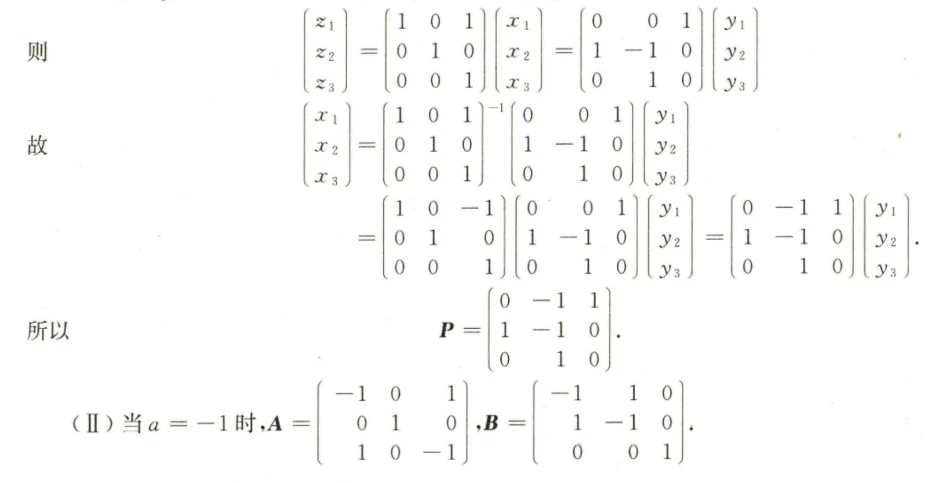 则 $\begin{pmatrix} z_1 \\ z_2 \\ z_3 \end{pmatrix} = \begin{pmatrix} 1 & 0 & 1 \\ 0 & 1 & 0 \\ 0 & 0 & 1 \end{pmatrix} \begin{pmatrix} x_1 \\ x_2 \\ x_3 \end{pmatrix} = \begin{pmatrix} 0 & 0 & 1 \\ 1 & -1 & 0 \\ 0 & 1 & 0 \end{pmatrix} \begin{pmatrix} y_1 \\ y_2 \\ y_3 \end{pmatrix}$
故 $\begin{pmatrix} x_1 \\ x_2 \\ x_3 \end{pmatrix} = \begin{pmatrix} 1 & 0 & 1 \\ 0 & 1 & 0 \\ 0 & 0 & 1 \end{pmatrix}^{-1} \begin{pmatrix} 0 & 0 & 1 \\ 1 & -1 & 0 \\ 0 & 1 & 0 \end{pmatrix} \begin{pmatrix} y_1 \\ y_2 \\ y_3 \end{pmatrix}$
$= \begin{pmatrix} 1 & 0 & -1 \\ 0 & 1 & 0 \\ 0 & 0 & 1 \end{pmatrix} \begin{pmatrix} 0 & 0 & 1 \\ 1 & -1 & 0 \\ 0 & 1 & 0 \end{pmatrix} \begin{pmatrix} y_1 \\ y_2 \\ y_3 \end{pmatrix} = \begin{pmatrix} 0 & -1 & 1 \\ 1 & -1 & 0 \\ 0 & 1 & 0 \end{pmatrix} \begin{pmatrix} y_1 \\ y_2 \\ y_3 \end{pmatrix}.$
所以 $\boldsymbol{P} = \begin{pmatrix} 0 & -1 & 1 \\ 1 & -1 & 0 \\ 0 & 1 & 0 \end{pmatrix}.$
(Ⅱ)当 $a = -1$ 时,$\boldsymbol{A} = \begin{pmatrix} -1 & 0 & 1 \\ 0 & 1 & 0 \\ 1 & 0 & -1 \end{pmatrix}, \boldsymbol{B} = \begin{pmatrix} -1 & 1 & 0 \\ 1 & -1 & 0 \\ 0 & 0 & 1 \end{pmatrix}.$